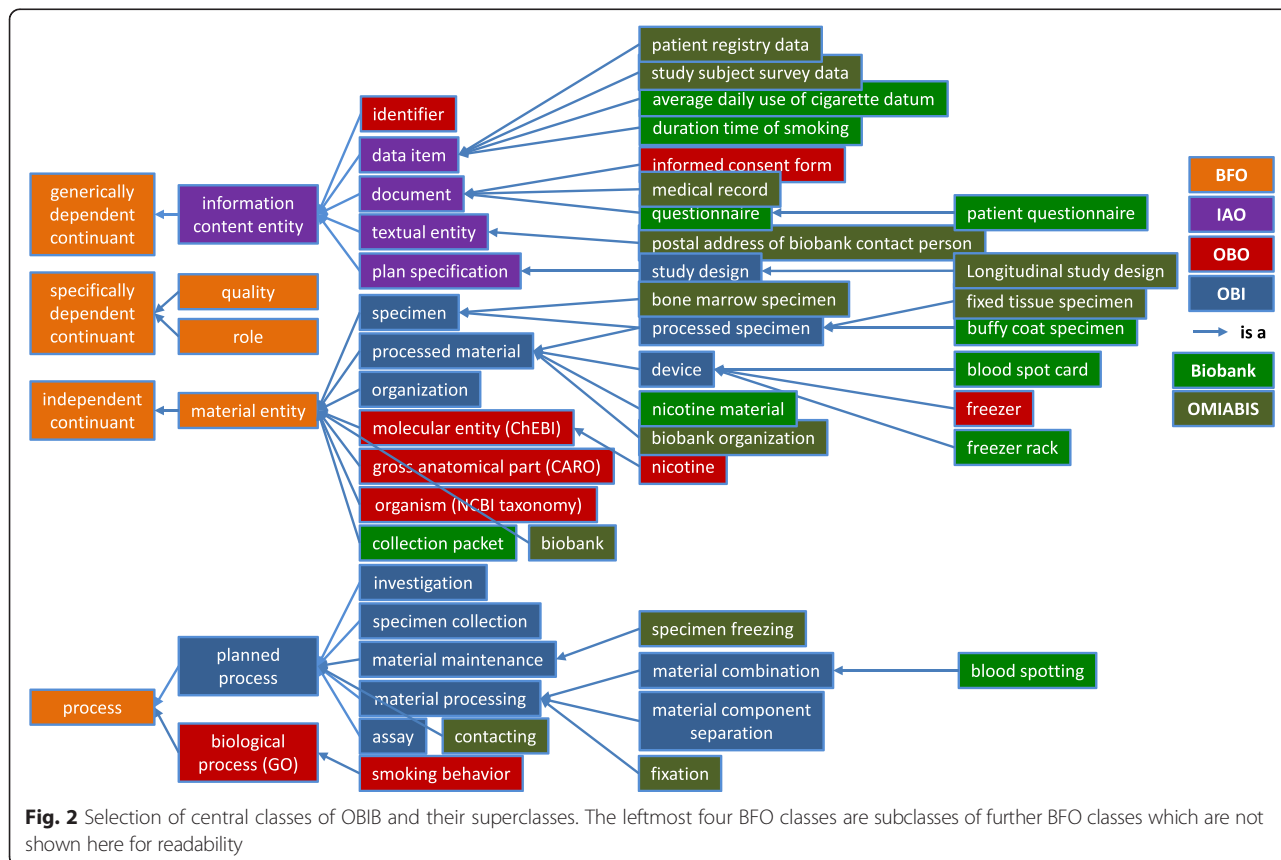 patient registry data
study subject survey data
average daily use of cigarette datum
duration time of smoking
identifier
data item
document
textual entity
plan specification
informed consent form
medical record
questionnaire
patient questionnaire
postal address of biobank contact person
study design
Longitudinal study design
generically
dependent
continuant
information
content entity
specifically
dependent
continuant
quality
role
independent
continuant
material entity
specimen
processed material
organization
molecular entity (ChEBI)
gross anatomical part (CARO)
organism (NCBI taxonomy)
collection packet
biobank
bone marrow specimen
processed specimen
fixed tissue specimen
buffy coat specimen
device
nicotine material
biobank organization
nicotine
blood spot card
freezer
freezer rack
process
planned
process
biological
process (GO)
investigation
specimen collection
material maintenance
material processing
assay
contacting
smoking behavior
specimen freezing
material combination
material component
separation
fixation
blood spotting
BFO
IAO
OBO
OBI
is a
Biobank
OMIABIS
Fig. 2 Selection of central classes of OBIB and their superclasses. The leftmost four BFO classes are subclasses of further BFO classes which are not
shown here for readability